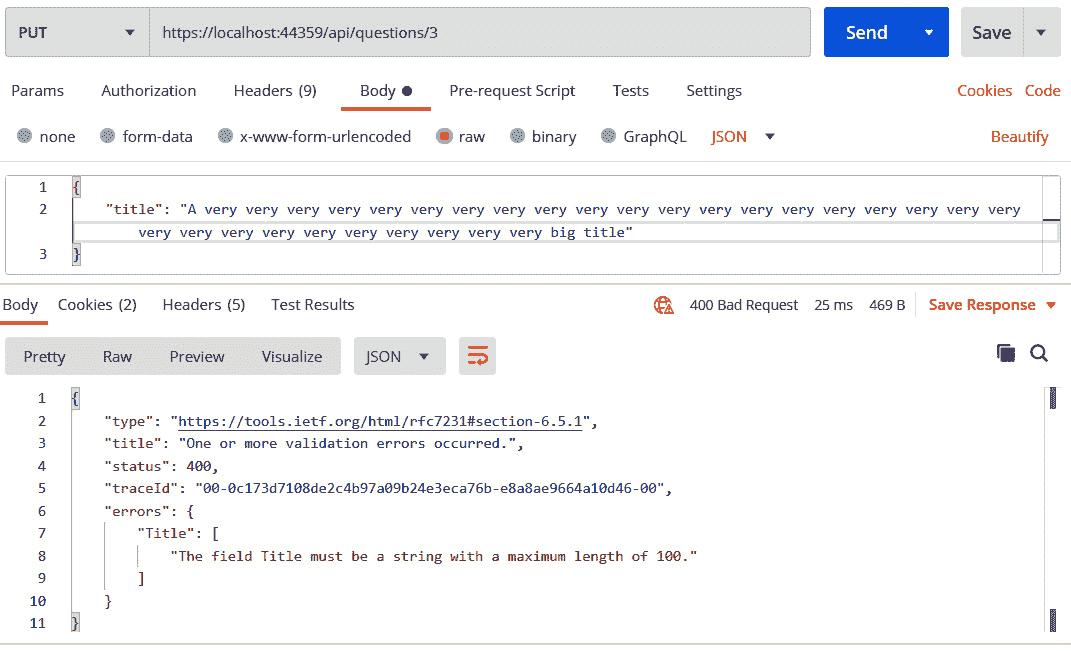 PUT https://localhost:44359/api/questions/3 Send Save
Params Authorization Headers (9) Body Pre-request Script Tests Settings Cookies Code
none form-data x-www-form-urlencoded raw binary GraphQL JSON Beautify
1 {
2 "title": "A very very very very very very very very very very very very very very very very very very very very
very very very very very very very very very very big title"
3 }
Body Cookies (2) Headers (5) Test Results 400 Bad Request 25 ms 469 B Save Response
Pretty Raw Preview Visualize JSON
1 {
2 "type": "https://tools.ietf.org/html/rfc7231#section-6.5.1",
3 "title": "One or more validation errors occurred.",
4 "status": 400,
5 "traceId": "00-0c173d7108de2c4b97a09b24e3eca76b-e8a8ae9664a10d46-00",
6 "errors": {
7 "Title": [
8 "The field Title must be a string with a maximum length of 100."
9 ]
10 }
11 }